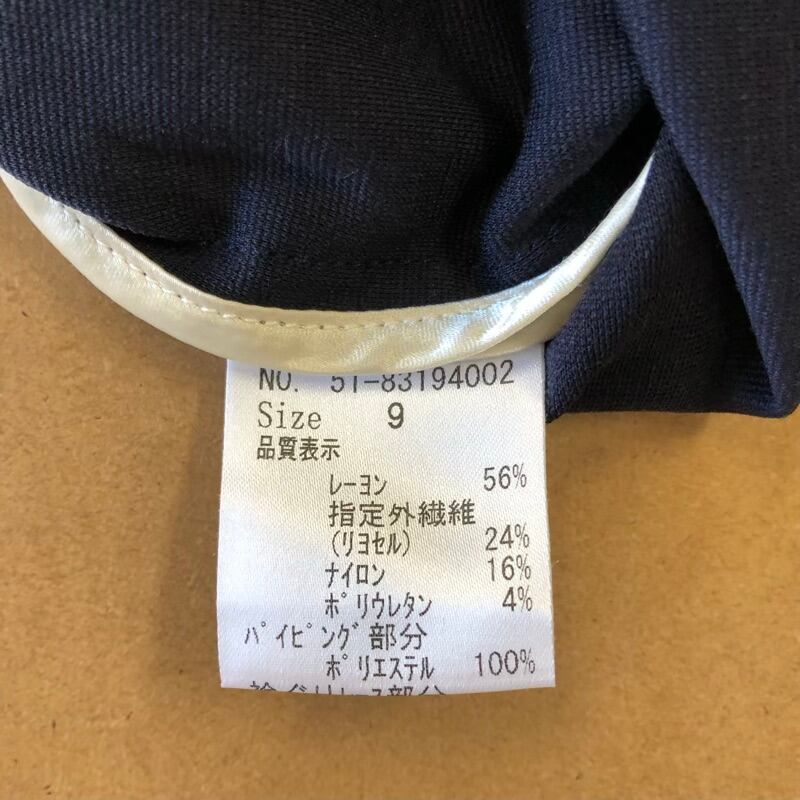 NO. 51-83194002
Size 9
品質表示
レーヨン 56%
指定外繊維
(リヨセル) 24%
ナイロン 16%
ポリウレタン 4%
パイピング部分
ポリエステル 100%